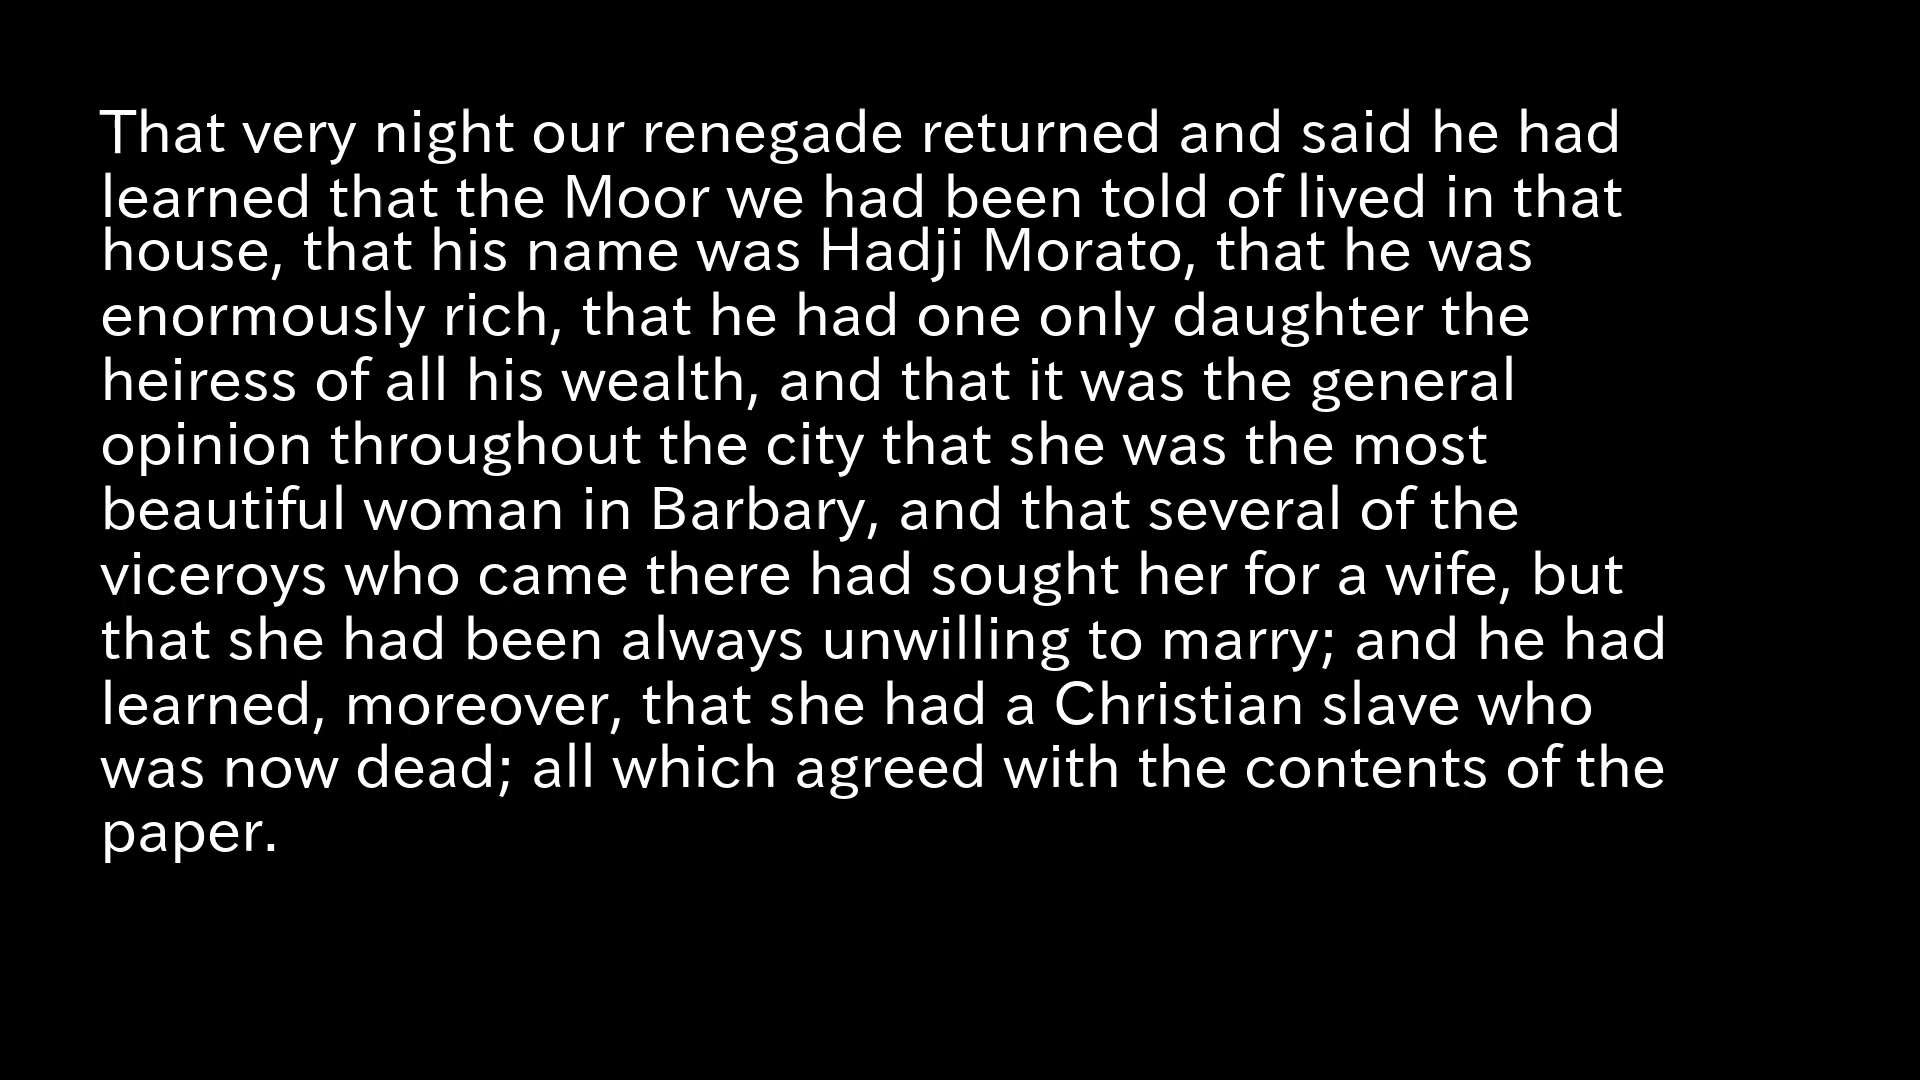 That very night our renegade returned and said he had
learned that the Moor we had been told of lived in that
house, that his name was Hadji Morato, that he was
enormously rich, that he had one only daughter the
heiress of all his wealth, and that it was the general
opinion throughout the city that she was the most
beautiful woman in Barbary, and that several of the
viceroys who came there had sought her for a wife, but
that she had been always unwilling to marry; and he had
learned, moreover, that she had a Christian slave who
was now dead; all which agreed with the contents of the
paper.